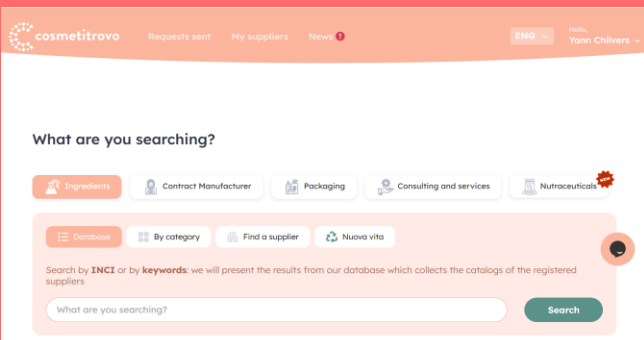 cosmetitrovo
Requests sent
My suppliers
News
ENG
Hello,
Yann Chilvers
What are you searching?
Ingredients
Contract Manufacturer
Packaging
Consulting and services
Nutraceuticals
NEW
Database
By category
Find a supplier
Nuova vita
Search by INCI or by keywords: we will present the results from our database which collects the catalogs of the registered
suppliers
What are you searching?
Search